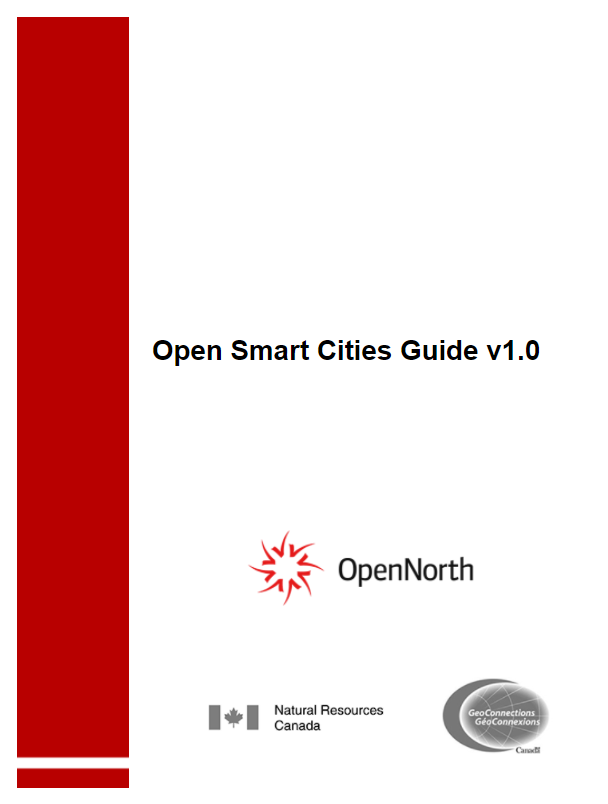 Open Smart Cities Guide v1.0
OpenNorth
Natural Resources
Canada
GeoConnections
GéoConnexions
Canada